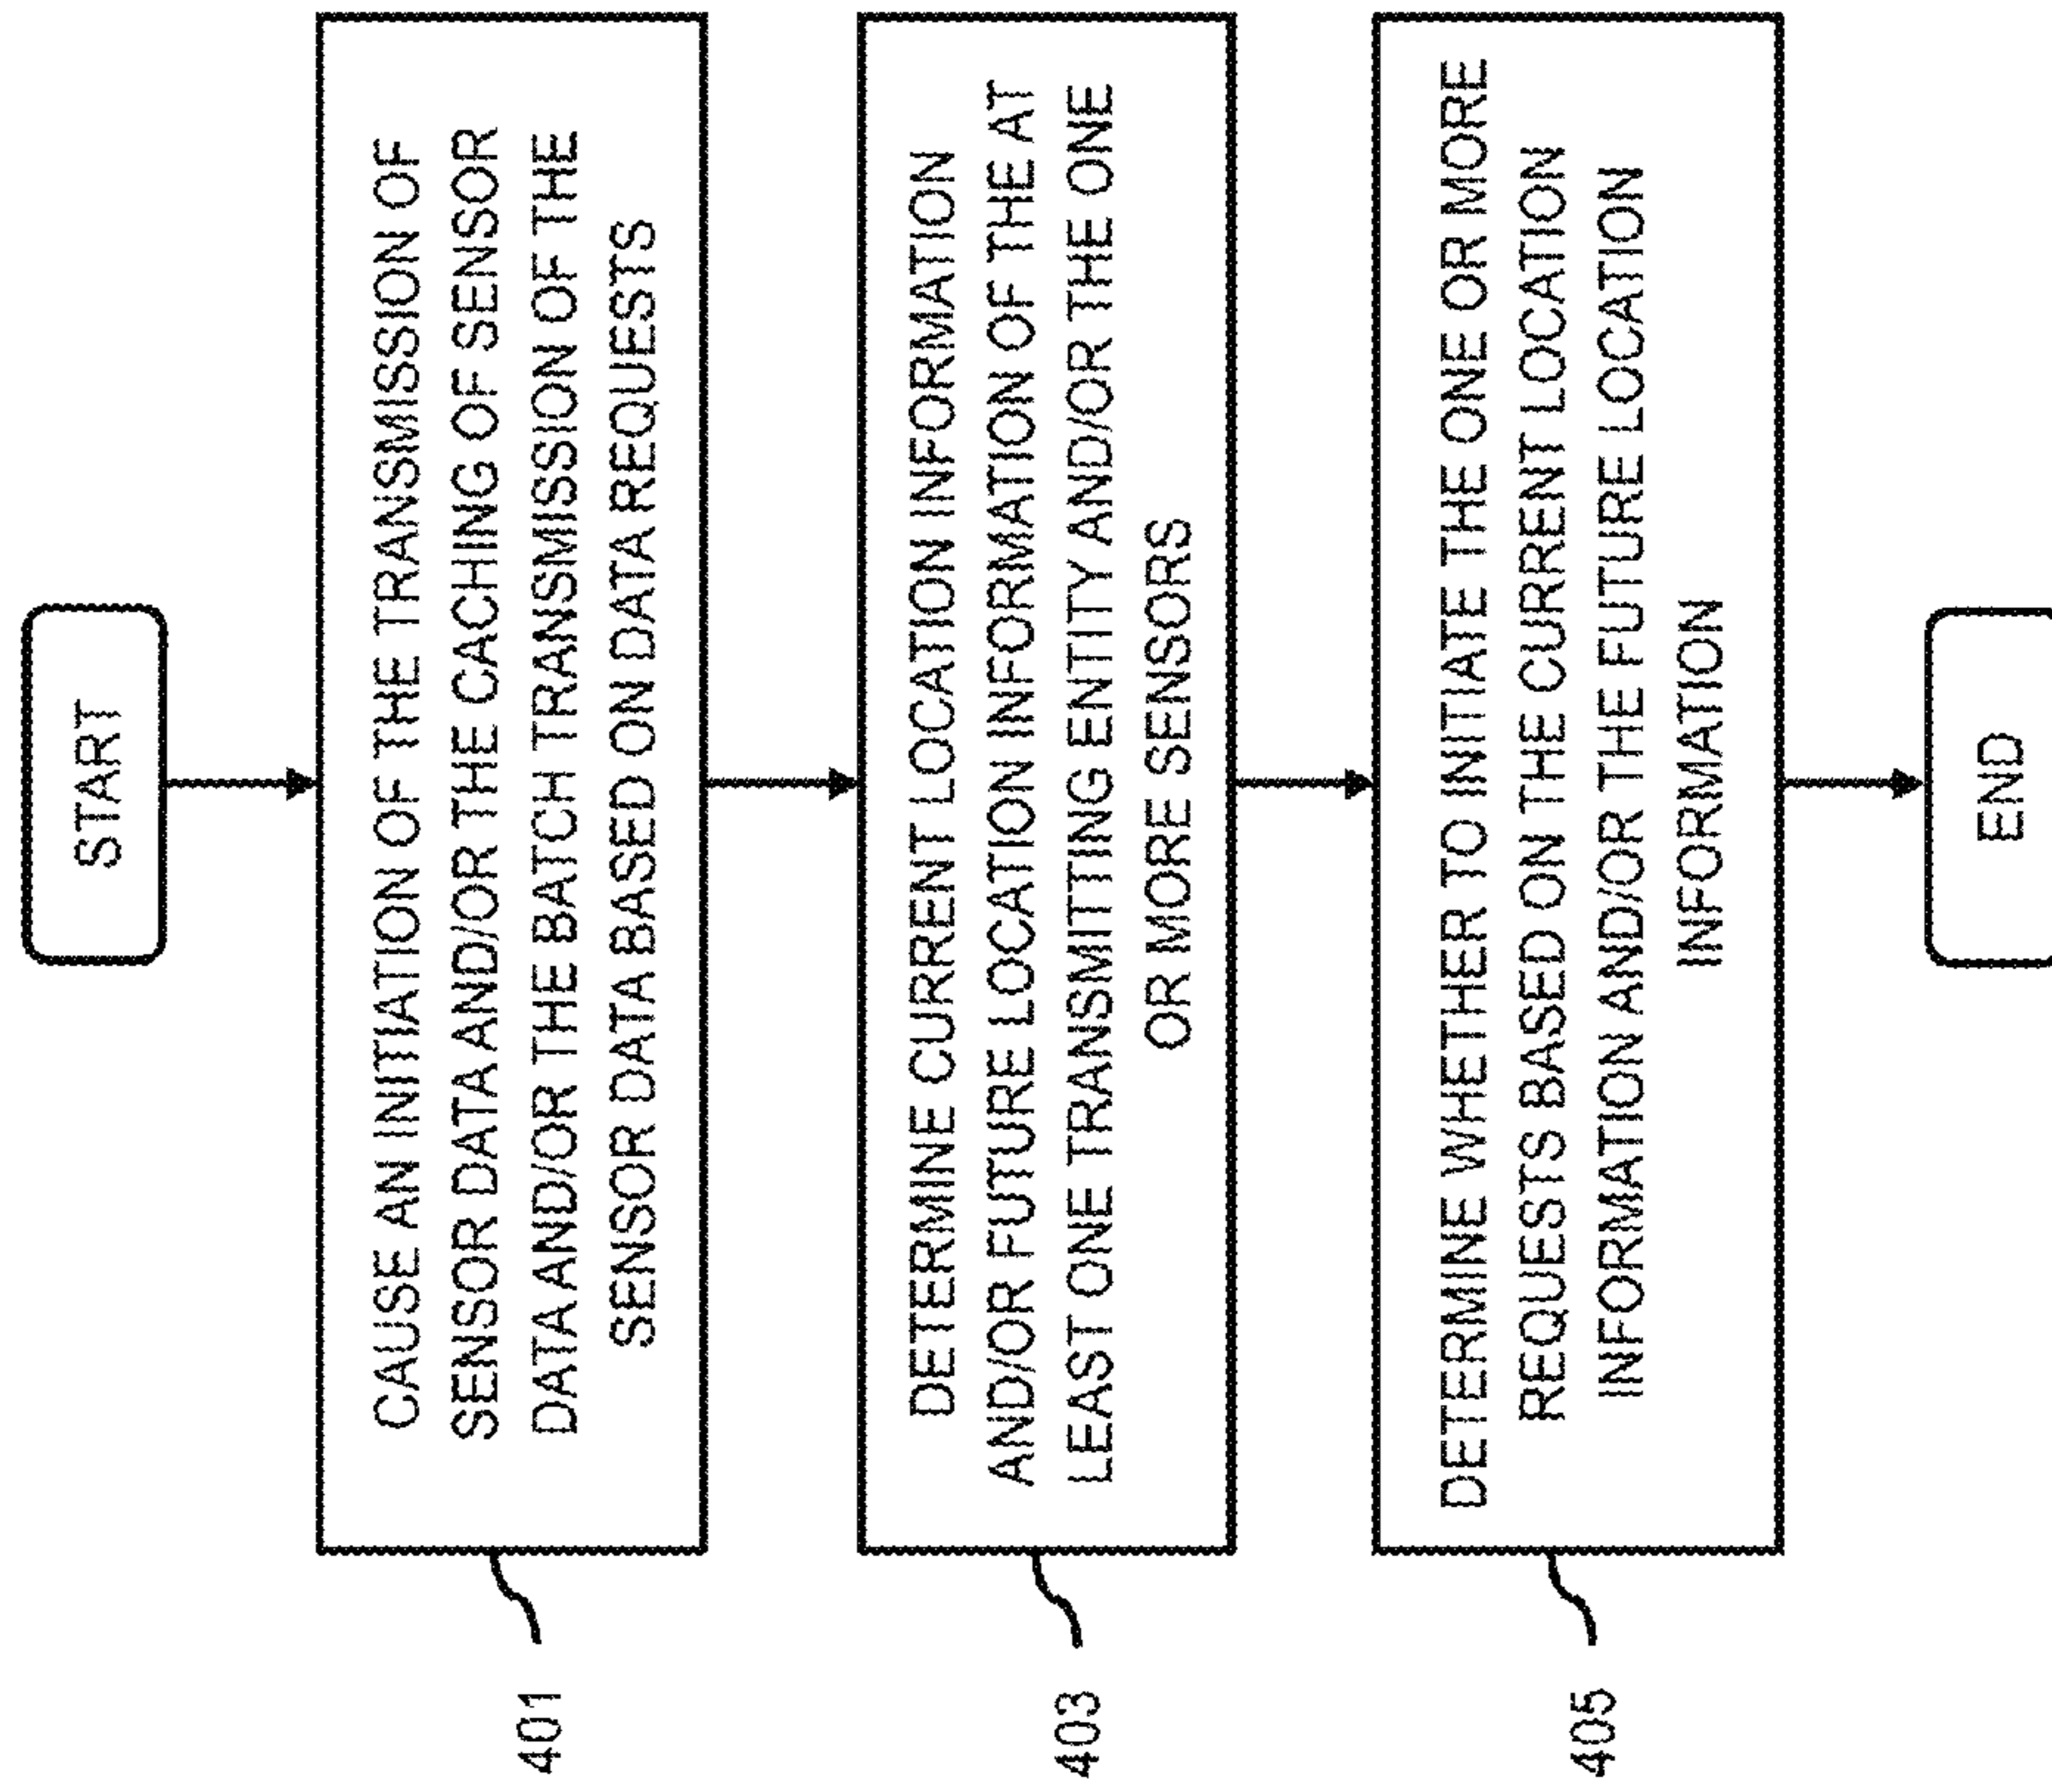 START
401
CAUSE AN INITIATION OF THE TRANSMISSION OF
SENSOR DATA AND/OR THE CACHING OF SENSOR
DATA AND/OR THE BATCH TRANSMISSION OF THE
SENSOR DATA BASED ON DATA REQUESTS
403
DETERMINE CURRENT LOCATION INFORMATION
AND/OR FUTURE LOCATION INFORMATION OF THE AT
LEAST ONE TRANSMITTING ENTITY AND/OR THE ONE
OR MORE SENSORS
405
DETERMINE WHETHER TO INITIATE THE ONE OR MORE
REQUESTS BASED ON THE CURRENT LOCATION
INFORMATION AND/OR THE FUTURE LOCATION
INFORMATION
END